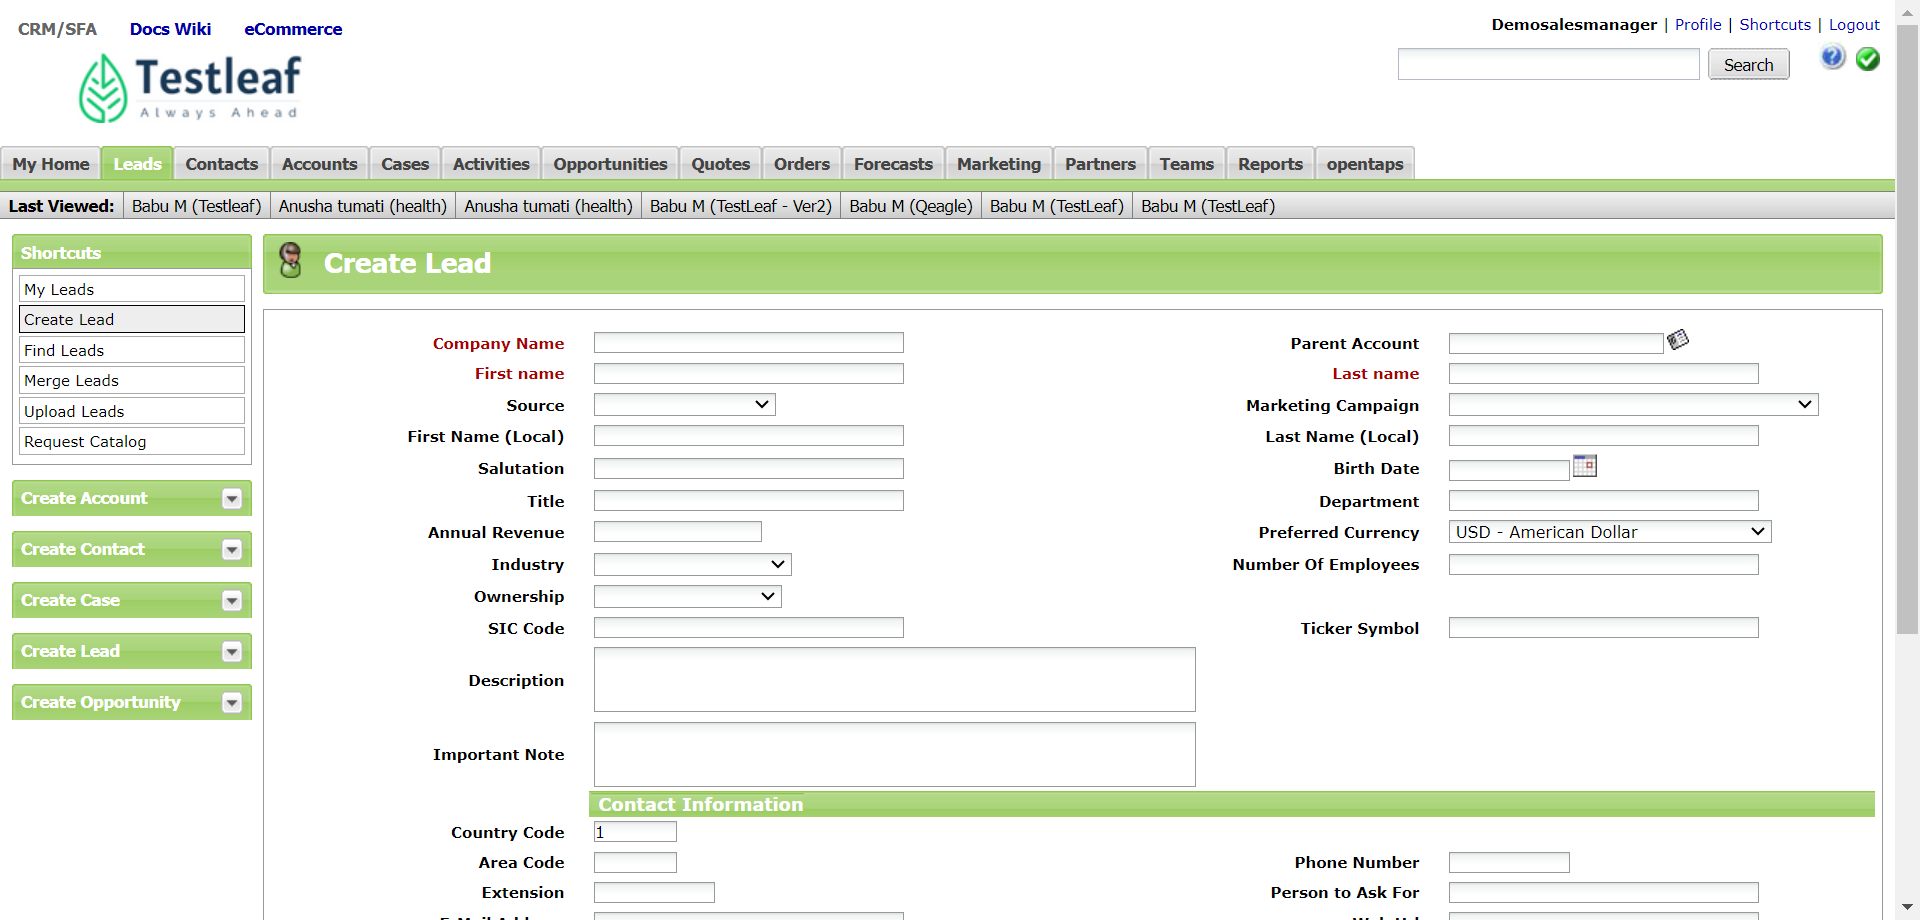 CRM/SFA Docs Wiki eCommerce
Demosalesmanager | Profile | Shortcuts | Logout
Testleaf
Always Ahead
Search
My Home Leads Contacts Accounts Cases Activities Opportunities Quotes Orders Forecasts Marketing Partners Teams Reports opentaps
Last Viewed: Babu M (Testleaf) Anusha tumati (health) Anusha tumati (health) Babu M (TestLeaf - Ver2) Babu M (Qeagle) Babu M (TestLeaf) Babu M (TestLeaf)
Shortcuts
My Leads
Create Lead
Find Leads
Merge Leads
Upload Leads
Request Catalog
Create Account
Create Contact
Create Case
Create Lead
Create Opportunity
Create Lead
Company Name Parent Account
First name Last name
Source Marketing Campaign
First Name (Local) Last Name (Local)
Salutation Birth Date
Title Department
Annual Revenue Preferred Currency USD - American Dollar
Industry Number Of Employees
Ownership
SIC Code Ticker Symbol
Description
Important Note
Contact Information
Country Code 1
Area Code Phone Number
Extension Person to Ask For